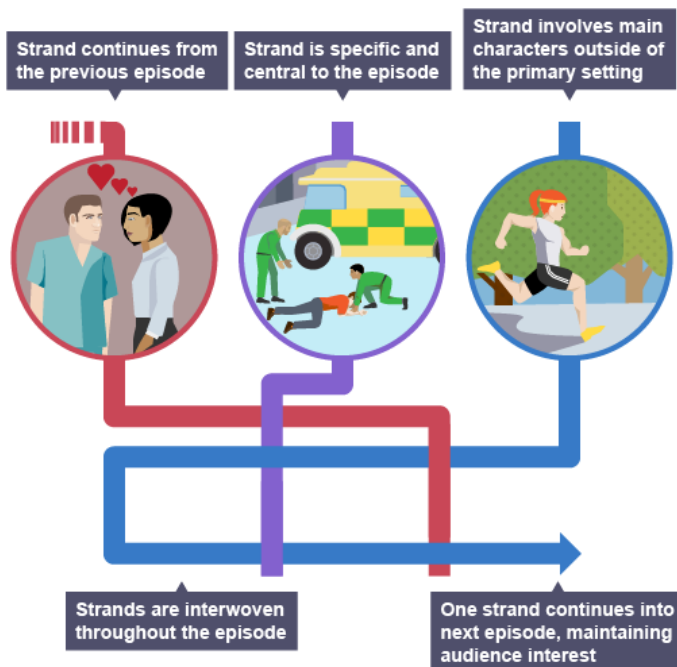 Strand continues from
the previous episode
Strand is specific and
central to the episode
Strand involves main
characters outside of
the primary setting
Strands are interwoven
throughout the episode
One strand continues into
next episode, maintaining
audience interest